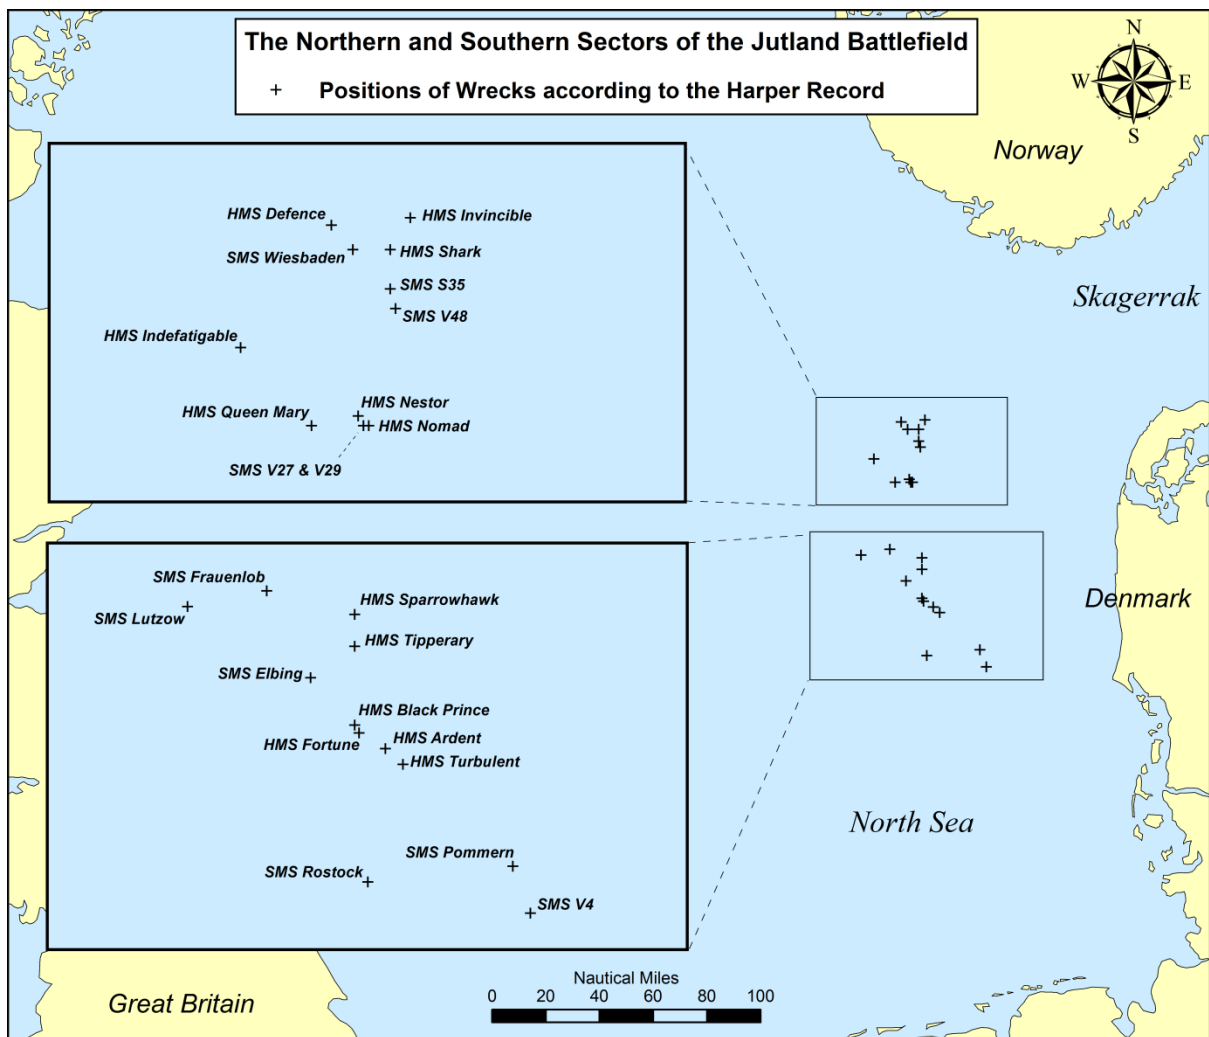 The Northern and Southern Sectors of the Jutland Battlefield
+ Positions of Wrecks according to the Harper Record
N
W E
S
Norway
Skagerrak
Denmark
North Sea
Great Britain
HMS Defence
HMS Invincible
SMS Wiesbaden
HMS Shark
SMS S35
SMS V48
HMS Indefatigable
HMS Nestor
HMS Queen Mary
HMS Nomad
SMS V27 & V29
SMS Frauenlob
SMS Lutzow
HMS Sparrowhawk
HMS Tipperary
SMS Elbing
HMS Black Prince
HMS Fortune
HMS Ardent
HMS Turbulent
SMS Pommern
SMS Rostock
SMS V4
Nautical Miles
0 20 40 60 80 100